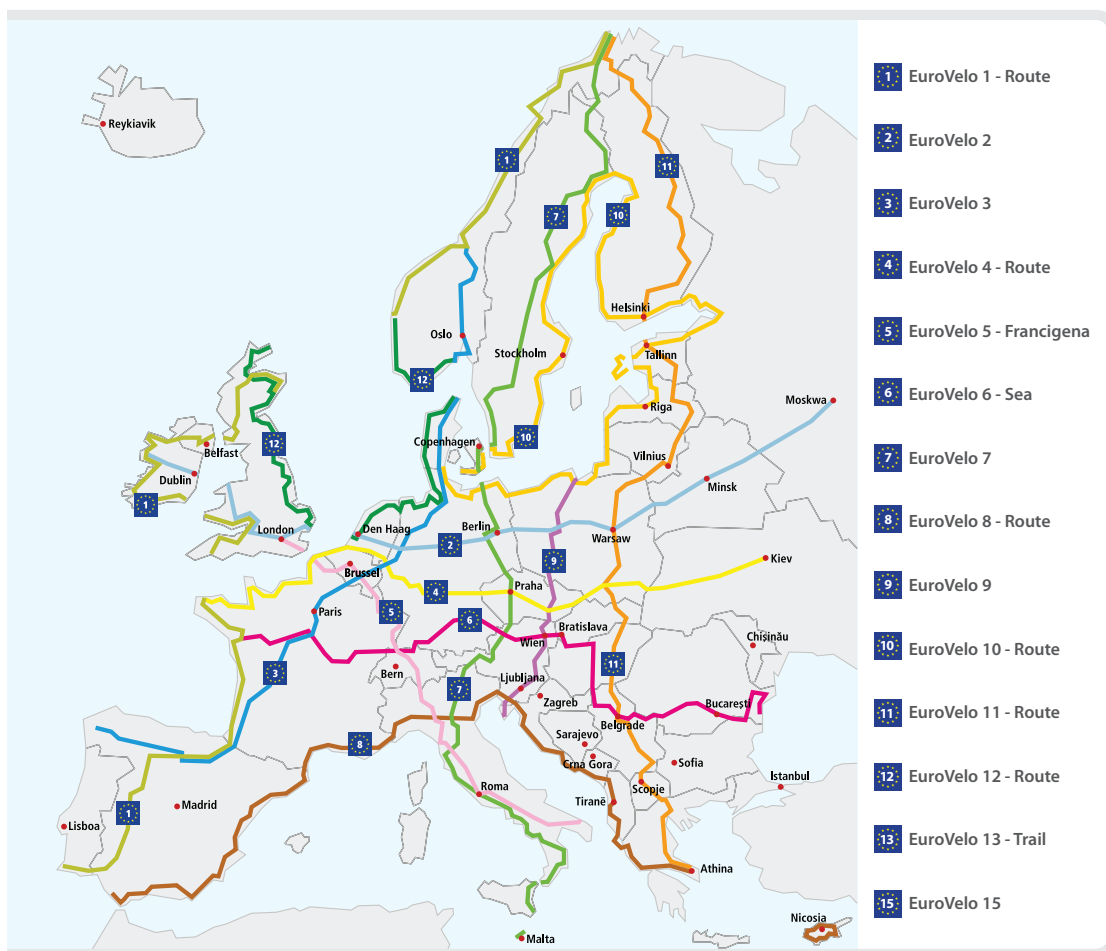 Reykiavik
1
11
7
10
Helsinki
Oslo
Stockholm
Tallinn
12
Riga
Moskwa
Copenhagen
10
12
Belfast
Vilnius
Dublin
Minsk
1
London
Den Haag
Berlin
2
Warsaw
Brussel
9
Kiev
4
Praha
Paris
5
6
Bratislava
Wien
Chişinău
Bern
3
11
Ljubljana
7
Zagreb
Bucareşti
Belgrade
8
Sarajevo
Crna Gora
Sofia
Istanbul
Roma
Scopje
1
Madrid
Tiranë
Lisboa
Athina
Nicosia
Malta
1 EuroVelo 1 - Route
2 EuroVelo 2
3 EuroVelo 3
4 EuroVelo 4 - Route
5 EuroVelo 5 - Francigena
6 EuroVelo 6 - Sea
7 EuroVelo 7
8 EuroVelo 8 - Route
9 EuroVelo 9
10 EuroVelo 10 - Route
11 EuroVelo 11 - Route
12 EuroVelo 12 - Route
13 EuroVelo 13 - Trail
15 EuroVelo 15